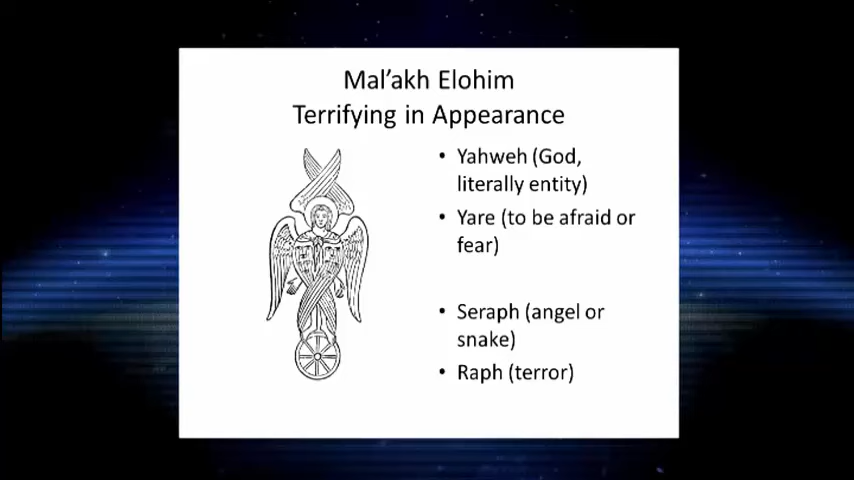 Mal'akh Elohim
Terrifying in Appearance
• Yahweh (God,
literally entity)
• Yare (to be afraid or
fear)
• Seraph (angel or
snake)
• Raph (terror)